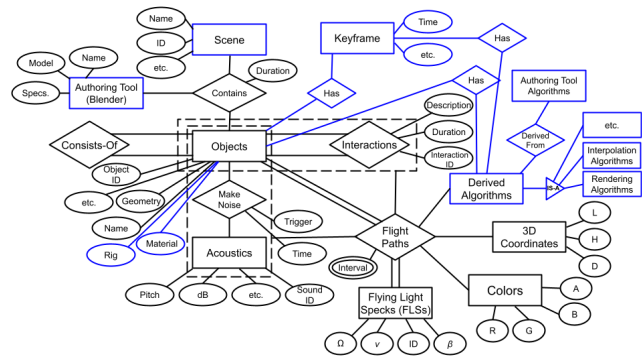 Name
Time
Scene
Keyframe
ID
Has
Name
Model
etc.
etc.
Duration
Has
Authoring Tool
Algorithms
Specs.
Authoring Tool
(Blender)
Contains
Has
Description
etc.
Derived
From
Duration
Consists-Of
Objects
Interactions
Interpolation
Algorithms
Interaction
ID
Object
ID
Derived
Algorithms
IS-A
Rendering
Algorithms
etc.
Geometry
Make
Noise
L
Name
Trigger
Material
Flight
Paths
3D
Coordinates
H
Rig
Acoustics
Time
Interval
D
Pitch
dB
etc.
Sound
ID
Flying Light
Specks (FLSs)
Colors
A
B
R
G
Ω
ν
ID
β